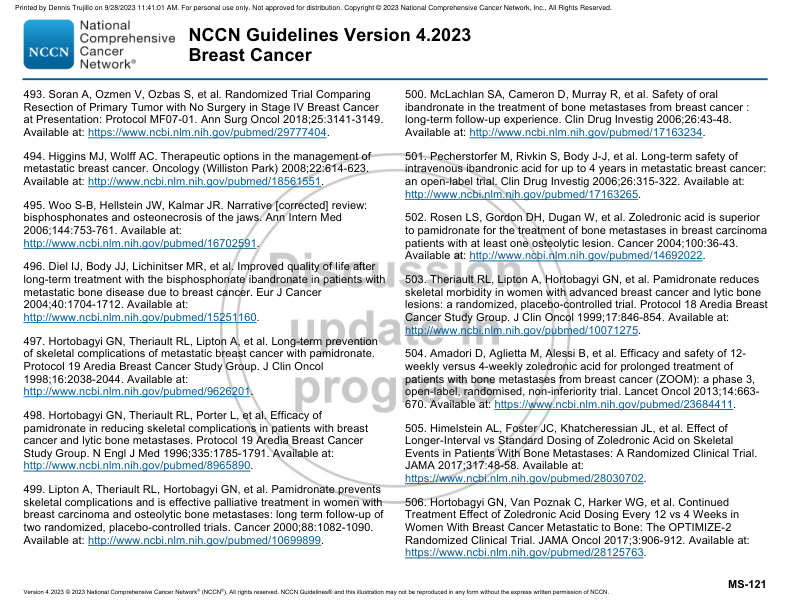 Printed by Dennis Trujillo on 9/28/2023 11:41:01 AM. For personal use only. Not approved for distribution. Copyright © 2023 National Comprehensive Cancer Network, Inc., All Rights Reserved.
NCCN
National
Comprehensive
Cancer
Network®
NCCN Guidelines Version 4.2023
Breast Cancer
493. Soran A, Ozmen V, Ozbas S, et al. Randomized Trial Comparing
Resection of Primary Tumor with No Surgery in Stage IV Breast Cancer
at Presentation: Protocol MF07-01. Ann Surg Oncol 2018;25:3141-3149.
Available at: https://www.ncbi.nlm.nih.gov/pubmed/29777404.
494. Higgins MJ, Wolff AC. Therapeutic options in the management of
metastatic breast cancer. Oncology (Williston Park) 2008;22:614-623.
Available at: http://www.ncbi.nlm.nih.gov/pubmed/18561551.
495. Woo S-B, Hellstein JW, Kalmar JR. Narrative [corrected] review:
bisphosphonates and osteonecrosis of the jaws. Ann Intern Med
2006;144:753-761. Available at:
http://www.ncbi.nlm.nih.gov/pubmed/16702591.
496. Diel IJ, Body JJ, Lichinitser MR, et al. Improved quality of life after
long-term treatment with the bisphosphonate ibandronate in patients with
metastatic bone disease due to breast cancer. Eur J Cancer
2004;40:1704-1712. Available at:
http://www.ncbi.nlm.nih.gov/pubmed/15251160.
497. Hortobagyi GN, Theriault RL, Lipton A, et al. Long-term prevention
of skeletal complications of metastatic breast cancer with pamidronate.
Protocol 19 Aredia Breast Cancer Study Group. J Clin Oncol
1998;16:2038-2044. Available at:
http://www.ncbi.nlm.nih.gov/pubmed/9626201.
498. Hortobagyi GN, Theriault RL, Porter L, et al. Efficacy of
pamidronate in reducing skeletal complications in patients with breast
cancer and lytic bone metastases. Protocol 19 Aredia Breast Cancer
Study Group. N Engl J Med 1996;335:1785-1791. Available at:
http://www.ncbi.nlm.nih.gov/pubmed/8965890.
499. Lipton A, Theriault RL, Hortobagyi GN, et al. Pamidronate prevents
skeletal complications and is effective palliative treatment in women with
breast carcinoma and osteolytic bone metastases: long term follow-up of
two randomized, placebo-controlled trials. Cancer 2000;88:1082-1090.
Available at: http://www.ncbi.nlm.nih.gov/pubmed/10699899.
500. McLachlan SA, Cameron D, Murray R, et al. Safety of oral
ibandronate in the treatment of bone metastases from breast cancer :
long-term follow-up experience. Clin Drug Investig 2006;26:43-48.
Available at: http://www.ncbi.nlm.nih.gov/pubmed/17163234.
501. Pecherstorfer M, Rivkin S, Body J-J, et al. Long-term safety of
intravenous ibandronic acid for up to 4 years in metastatic breast cancer:
an open-label trial. Clin Drug Investig 2006;26:315-322. Available at:
http://www.ncbi.nlm.nih.gov/pubmed/17163265.
502. Rosen LS, Gordon DH, Dugan W, et al. Zoledronic acid is superior
to pamidronate for the treatment of bone metastases in breast carcinoma
patients with at least one osteolytic lesion. Cancer 2004;100:36-43.
Available at: http://www.ncbi.nlm.nih.gov/pubmed/14692022.
503. Theriault RL, Lipton A, Hortobagyi GN, et al. Pamidronate reduces
skeletal morbidity in women with advanced breast cancer and lytic bone
lesions: a randomized, placebo-controlled trial. Protocol 18 Aredia Breast
Cancer Study Group. J Clin Oncol 1999;17:846-854. Available at:
http://www.ncbi.nlm.nih.gov/pubmed/10071275.
504. Amadori D, Aglietta M, Alessi B, et al. Efficacy and safety of 12-
weekly versus 4-weekly zoledronic acid for prolonged treatment of
patients with bone metastases from breast cancer (ZOOM): a phase 3,
open-label, randomised, non-inferiority trial. Lancet Oncol 2013;14:663-
670. Available at: https://www.ncbi.nlm.nih.gov/pubmed/23684411.
505. Himelstein AL, Foster JC, Khatcheressian JL, et al. Effect of
Longer-Interval vs Standard Dosing of Zoledronic Acid on Skeletal
Events in Patients With Bone Metastases: A Randomized Clinical Trial.
JAMA 2017;317:48-58. Available at:
https://www.ncbi.nlm.nih.gov/pubmed/28030702.
506. Hortobagyi GN, Van Poznak C, Harker WG, et al. Continued
Treatment Effect of Zoledronic Acid Dosing Every 12 vs 4 Weeks in
Women With Breast Cancer Metastatic to Bone: The OPTIMIZE-2
Randomized Clinical Trial. JAMA Oncol 2017;3:906-912. Available at:
https://www.ncbi.nlm.nih.gov/pubmed/28125763.
Discussion
update in
progress
MS-121
Version 4.2023 © 2023 National Comprehensive Cancer Network® (NCCN®), All rights reserved. NCCN Guidelines® and this illustration may not be reproduced in any form without the express written permission of NCCN.